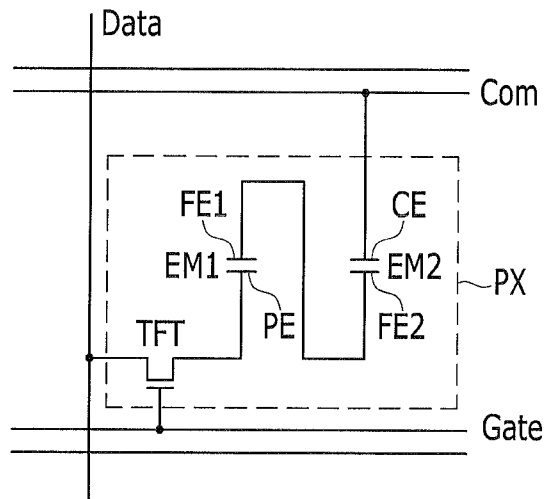 Data
Com
FE1
CE
EM1
EM2
PX
PE
FE2
TFT
Gate